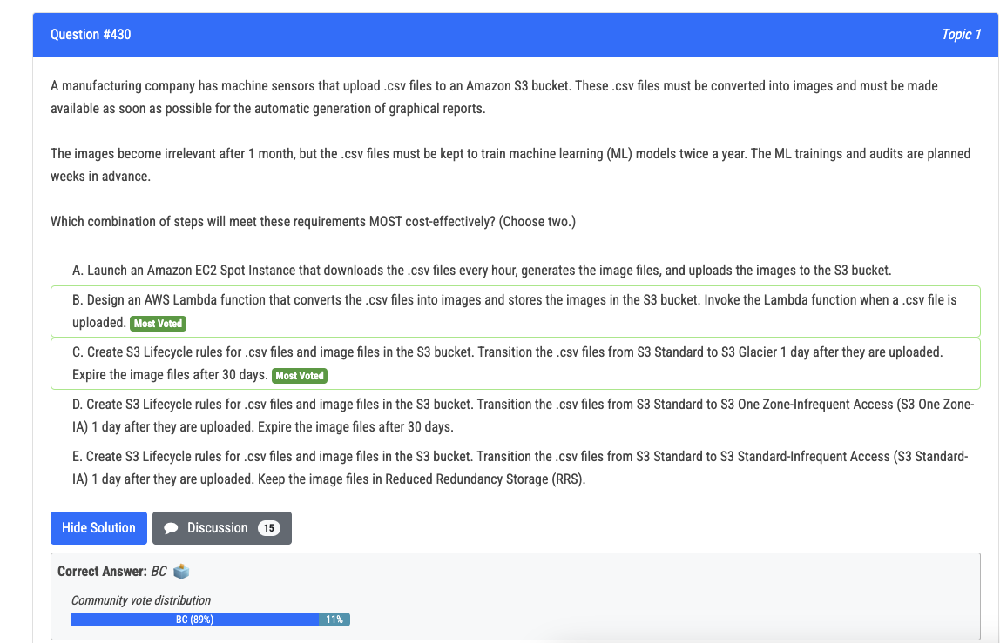 Question #430
Topic 1
A manufacturing company has machine sensors that upload .csv files to an Amazon S3 bucket. These .csv files must be converted into images and must be made
available as soon as possible for the automatic generation of graphical reports.
The images become irrelevant after 1 month, but the .csv files must be kept to train machine learning (ML) models twice a year. The ML trainings and audits are planned
weeks in advance.
Which combination of steps will meet these requirements MOST cost-effectively? (Choose two.)
A. Launch an Amazon EC2 Spot Instance that downloads the .csv files every hour, generates the image files, and uploads the images to the S3 bucket.
B. Design an AWS Lambda function that converts the .csv files into images and stores the images in the S3 bucket. Invoke the Lambda function when a .csv file is
uploaded. Most Voted
C. Create S3 Lifecycle rules for .csv files and image files in the S3 bucket. Transition the .csv files from S3 Standard to S3 Glacier 1 day after they are uploaded.
Expire the image files after 30 days. Most Voted
D. Create S3 Lifecycle rules for .csv files and image files in the S3 bucket. Transition the .csv files from S3 Standard to S3 One Zone-Infrequent Access (S3 One Zone-
IA) 1 day after they are uploaded. Expire the image files after 30 days.
E. Create S3 Lifecycle rules for .csv files and image files in the S3 bucket. Transition the .csv files from S3 Standard to S3 Standard-Infrequent Access (S3 Standard-
IA) 1 day after they are uploaded. Keep the image files in Reduced Redundancy Storage (RRS).
Hide Solution
Discussion 15
Correct Answer: BC
Community vote distribution
BC (89%)
11%